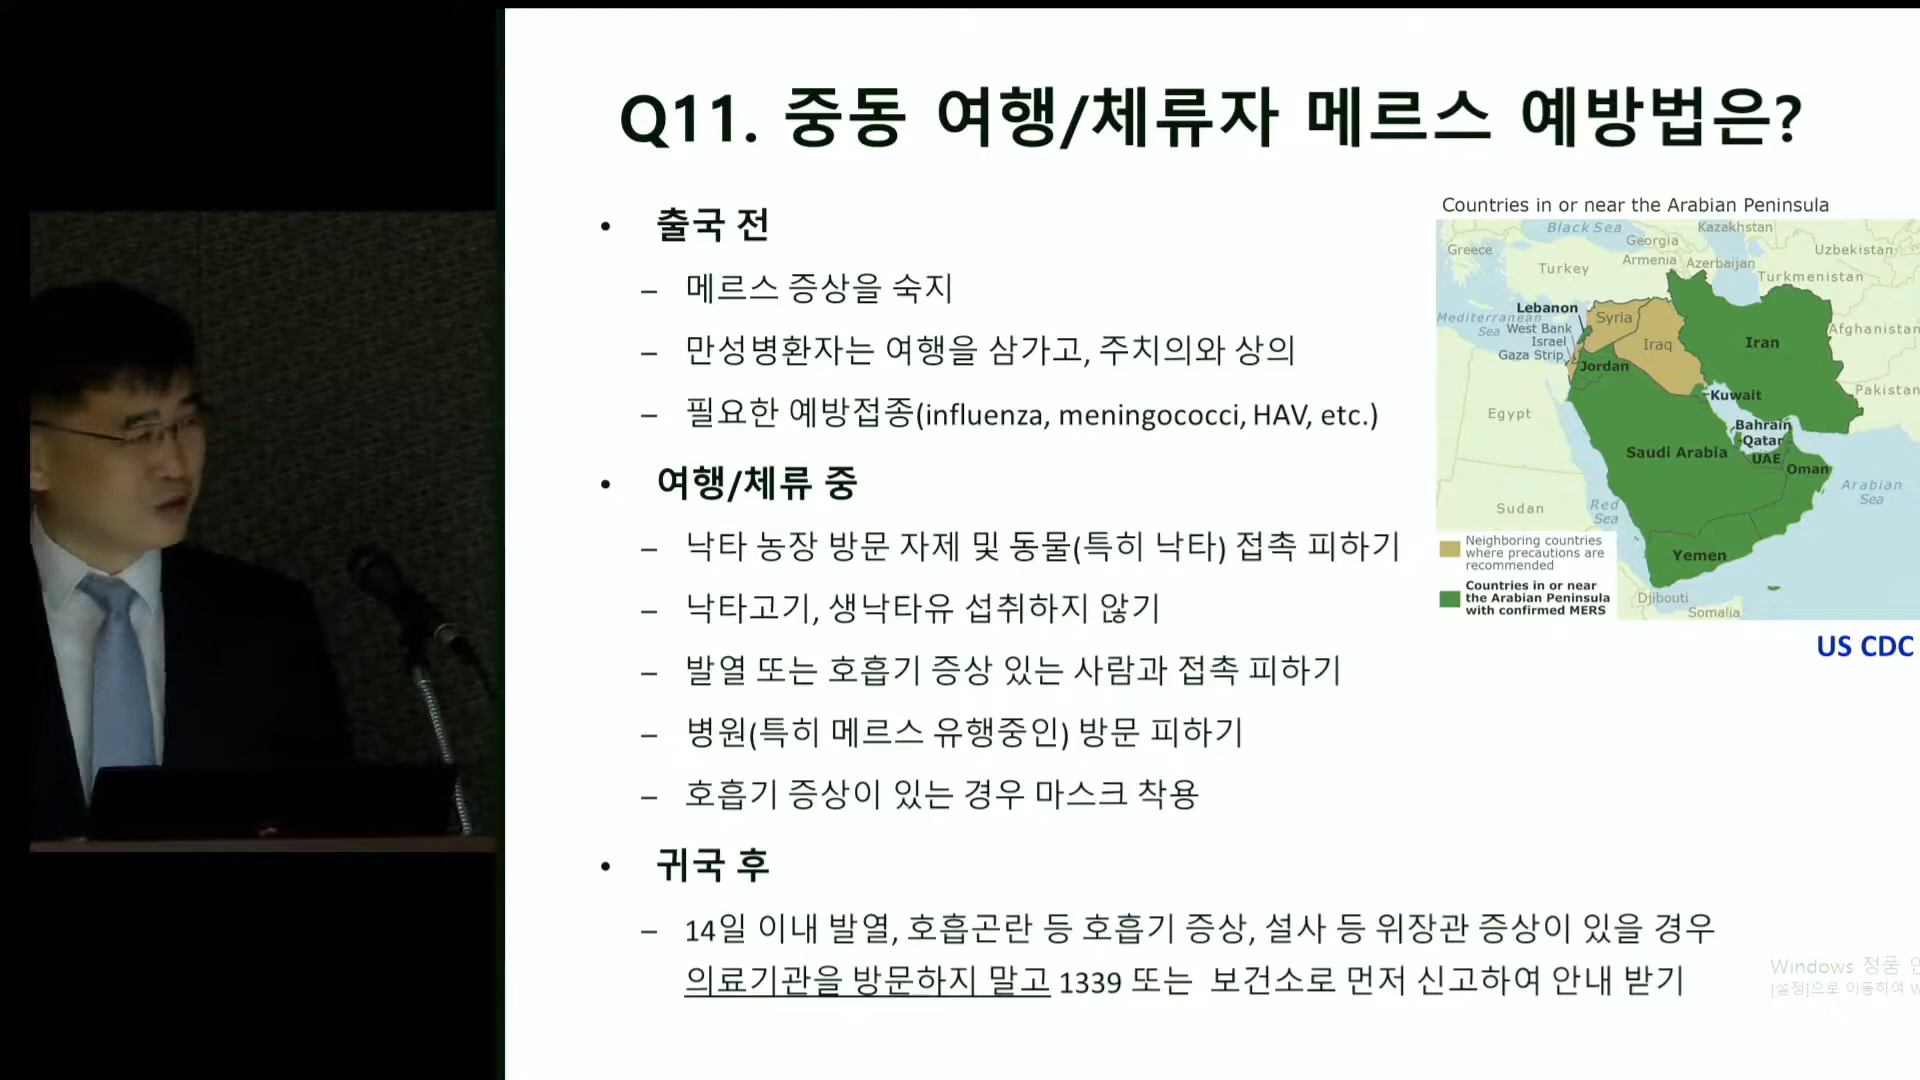 Q11. 중동 여행/체류자 메르스 예방법은?
• 출국 전
– 메르스 증상을 숙지
– 만성병환자는 여행을 삼가고, 주치의와 상의
– 필요한 예방접종(influenza, meningococci, HAV, etc.)
• 여행/체류 중
– 낙타 농장 방문 자제 및 동물(특히 낙타) 접촉 피하기
– 낙타고기, 생낙타유 섭취하지 않기
– 발열 또는 호흡기 증상 있는 사람과 접촉 피하기
– 병원(특히 메르스 유행중인) 방문 피하기
– 호흡기 증상이 있는 경우 마스크 착용
• 귀국 후
– 14일 이내 발열, 호흡곤란 등 호흡기 증상, 설사 등 위장관 증상이 있을 경우
의료기관을 방문하지 말고 1339 또는 보건소로 먼저 신고하여 안내 받기
Countries in or near the Arabian Peninsula
Black Sea
Kazakhstan
Greece
Georgia
Uzbekistan
Armenia
Azerbaijan
Turkey
Turkmenistan
Lebanon
Mediterranean
Sea
Syria
West Bank
Israel
Gaza Strip
Iraq
Iran
Afghanistan
Jordan
Kuwait
Pakistan
Egypt
Bahrain
Qatar
Saudi Arabia
UAE
Oman
Arabian
Sea
Sudan
Red
Sea
Yemen
Neighboring countries
where precautions are
recommended
Countries in or near
the Arabian Peninsula
with confirmed MERS
Djibouti
Somalia
US CDC
Windows 정품
[설정]으로 이동하여